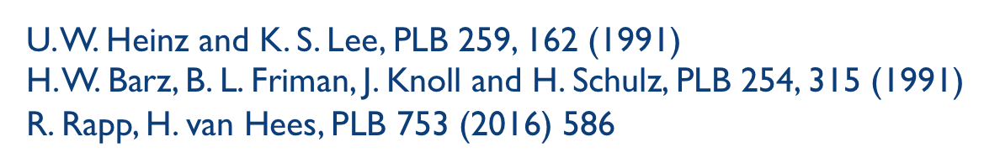 U.W. Heinz and K. S. Lee, PLB 259, 162 (1991)
H.W. Barz, B. L. Friman, J. Knoll and H. Schulz, PLB 254, 315 (1991)
R. Rapp, H. van Hees, PLB 753 (2016) 586